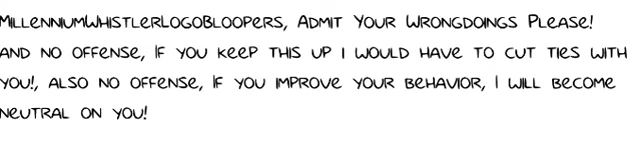 MillenniumWhistlerLogoBloopers, Admit Your Wrongdoings Please!
and no offense, If you keep this up i would have to cut ties with
you!, also no offense, If you improve your behavior, I will become
neutral on you!